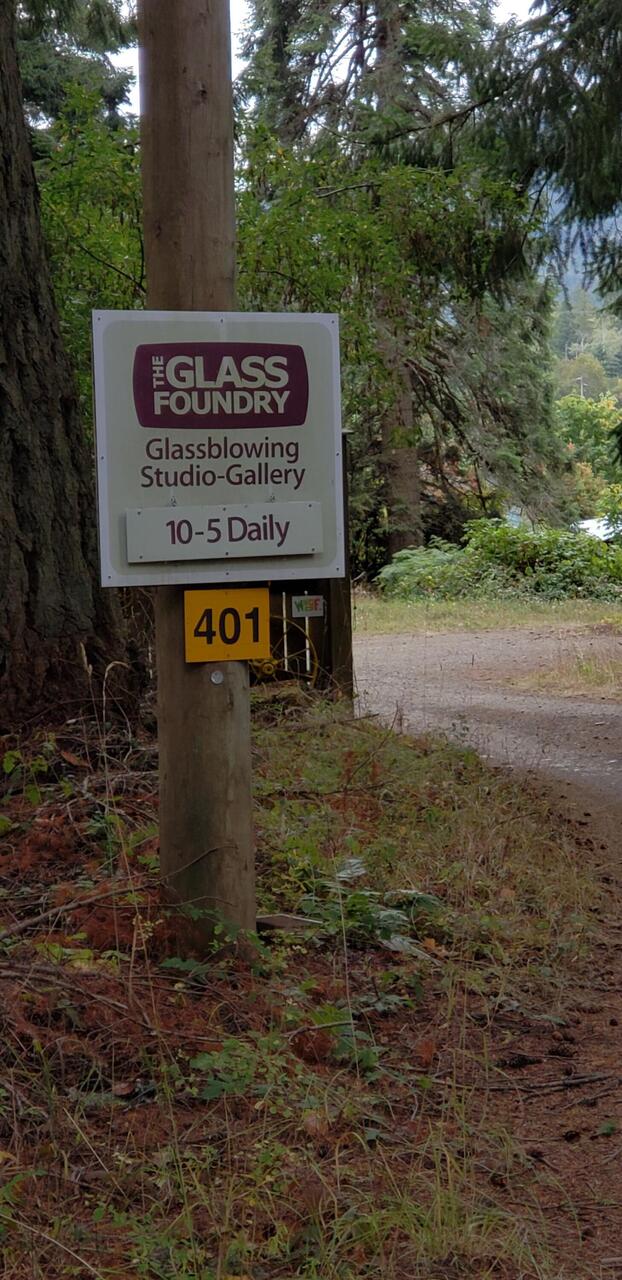 THE GLASS
FOUNDRY
Glassblowing
Studio-Gallery
10-5 Daily
401